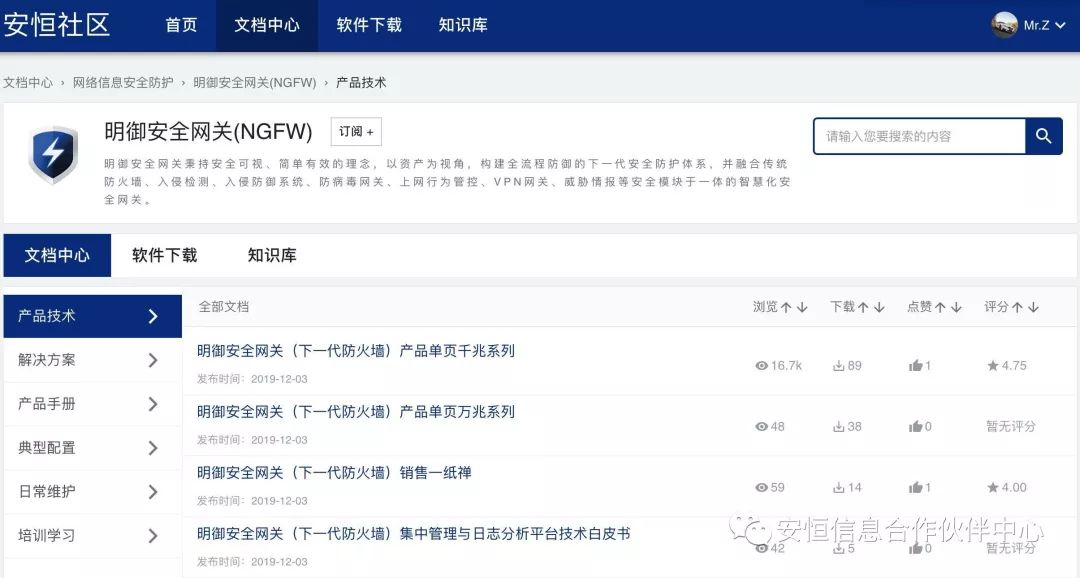 安恒社区 首页 文档中心 软件下载 知识库 Mr.Z
文档中心 › 网络信息安全防护 › 明御安全网关(NGFW) › 产品技术
明御安全网关(NGFW) 订阅 +
请输入您要搜索的内容
明御安全网关秉持安全可视、简单有效的理念，以资产为视角，构建全流程防御的下一代安全防护体系，并融合传统
防火墙、入侵检测、入侵防御系统、防病毒网关、上网行为管控、VPN网关、威胁情报等安全模块于一体的智慧化安
全网关。
文档中心 软件下载 知识库
产品技术
解决方案
产品手册
典型配置
日常维护
培训学习
全部文档 浏览↑↓ 下载↑↓ 点赞↑↓ 评分↑↓
明御安全网关（下一代防火墙）产品单页千兆系列
发布时间：2019-12-03
16.7k 89 1 ★ 4.75
明御安全网关（下一代防火墙）产品单页万兆系列
发布时间：2019-12-03
48 38 0 暂无评分
明御安全网关（下一代防火墙）销售一纸禅
发布时间：2019-12-03
59 14 1 ★ 4.00
明御安全网关（下一代防火墙）集中管理与日志分析平台技术白皮书
发布时间：2019-12-03
42 5 0 暂无评分
安恒信息合作伙伴中心